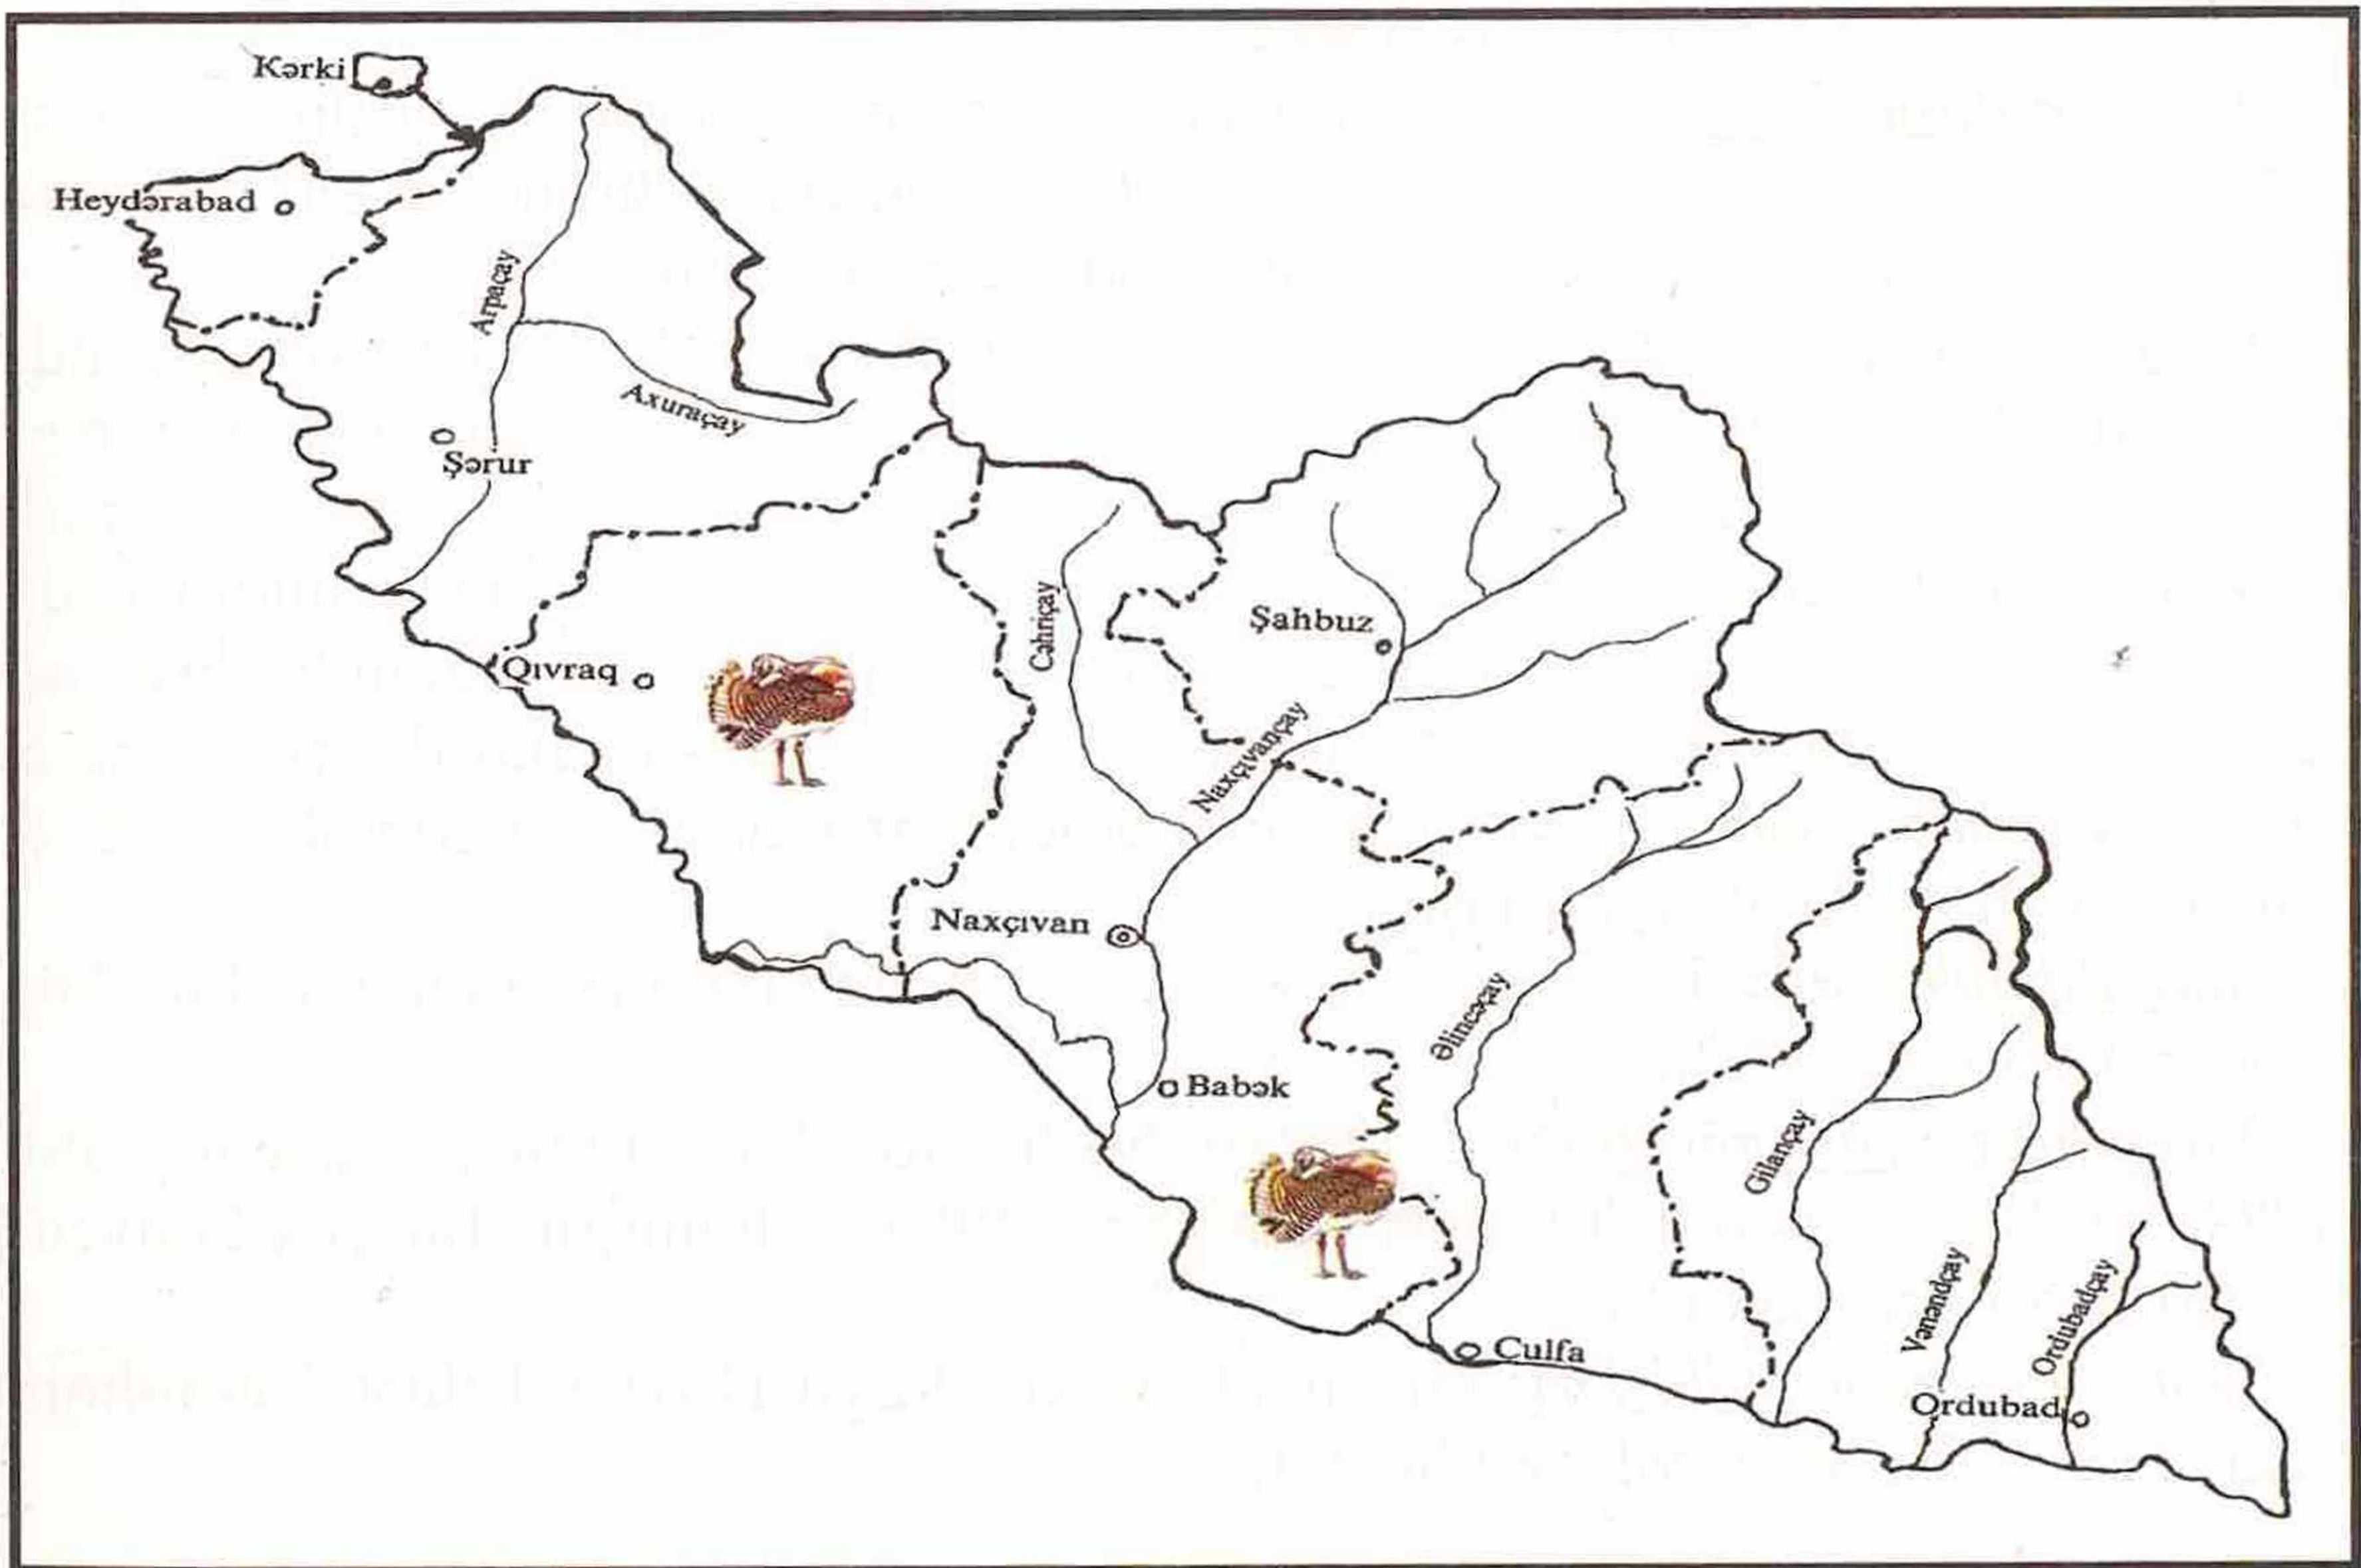 Kərki
Heydərabad
Arpaçay
Axuraçay
Şərur
Cəhriçay
Şahbuz
Qıvraq
Naxçıvançay
Naxçıvan
Əlincəçay
Babək
Gilançay
Vənəndçay
Ordubadçay
Culfa
Ordubad